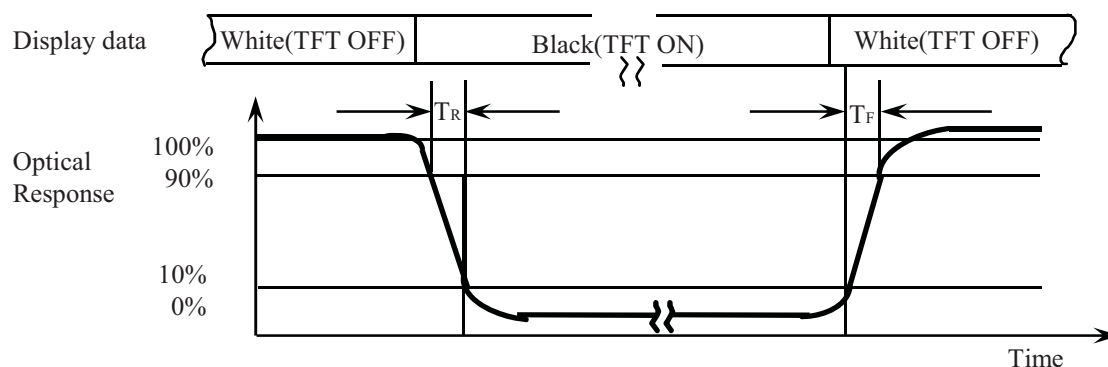 Display data
White(TFT OFF)
Black(TFT ON)
White(TFT OFF)
TR
TF
Optical
Response
100%
90%
10%
0%
Time